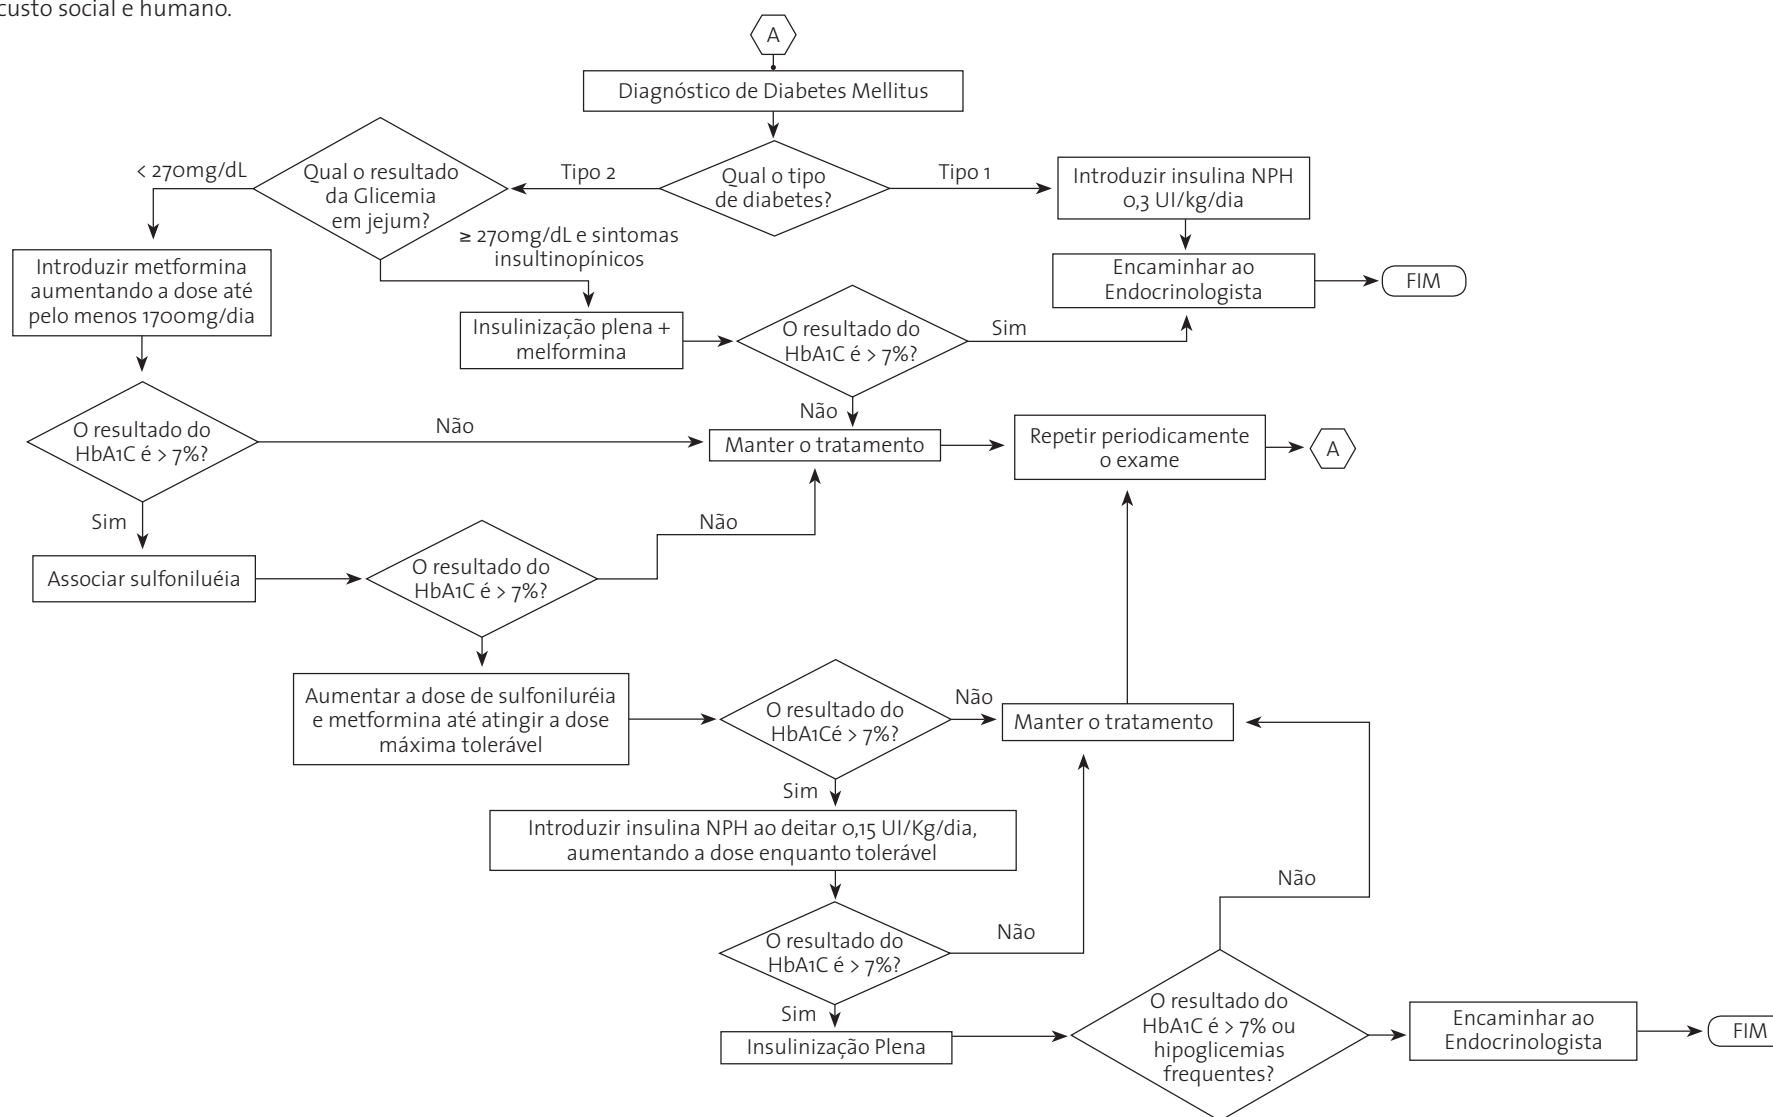 custo social e humano.
A
Diagnóstico de Diabetes Mellitus
Qual o tipo
de diabetes?
Tipo 2
Tipo 1
Qual o resultado
da Glicemia
em jejum?
< 270mg/dL
≥ 270mg/dL e sintomas
insultinopínicos
Introduzir insulina NPH
0,3 UI/kg/dia
Encaminhar ao
Endocrinologista
FIM
Introduzir metformina
aumentando a dose até
pelo menos 1700mg/dia
Insulinização plena +
melformina
O resultado do
HbA1C é > 7%?
Sim
Não
O resultado do
HbA1C é > 7%?
Não
Manter o tratamento
Repetir periodicamente
o exame
A
Sim
Associar sulfoniluéia
O resultado do
HbA1C é > 7%?
Não
Aumentar a dose de sulfoniluréia
e metformina até atingir a dose
máxima tolerável
O resultado do
HbA1Cé > 7%?
Não
Manter o tratamento
Sim
Introduzir insulina NPH ao deitar 0,15 UI/Kg/dia,
aumentando a dose enquanto tolerável
O resultado do
HbA1C é > 7%?
Não
Sim
Insulinização Plena
Não
O resultado do
HbA1C é > 7% ou
hipoglicemias
frequentes?
Encaminhar ao
Endocrinologista
FIM